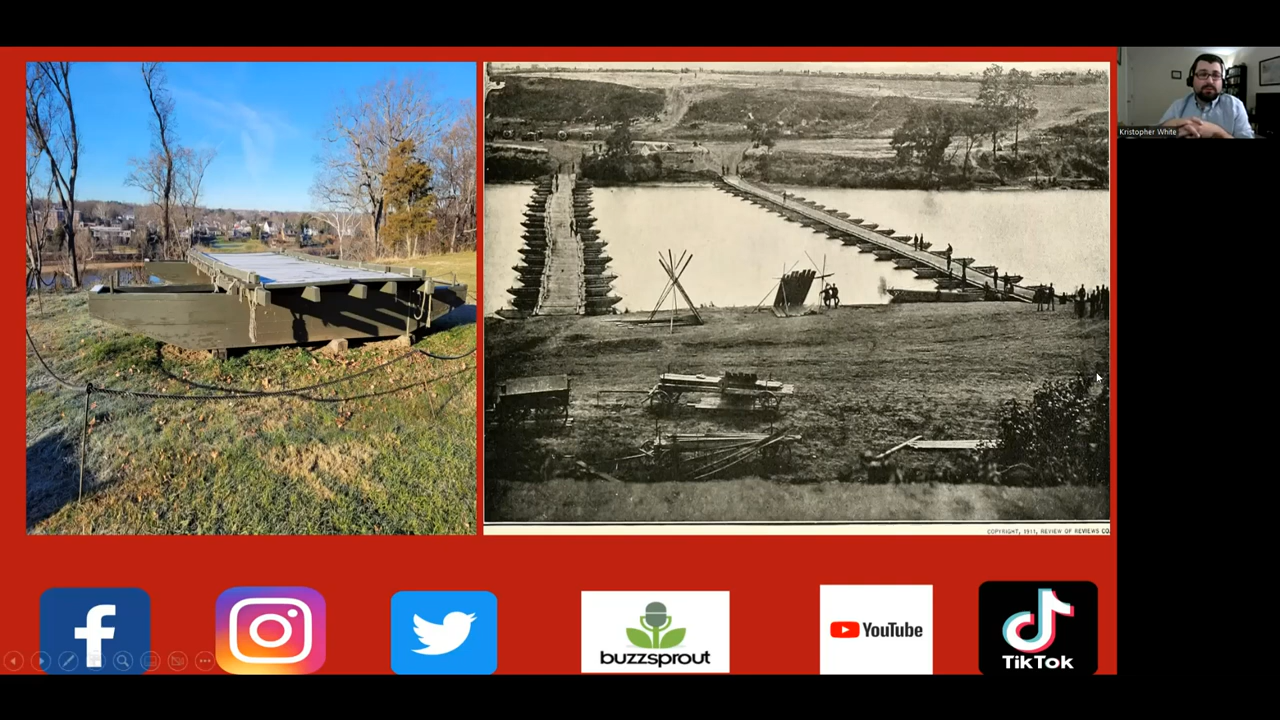 Kristopher White
COPYRIGHT, 1911, REVIEW OF REVIEWS CO
f
buzzsprout
YouTube
TikTok